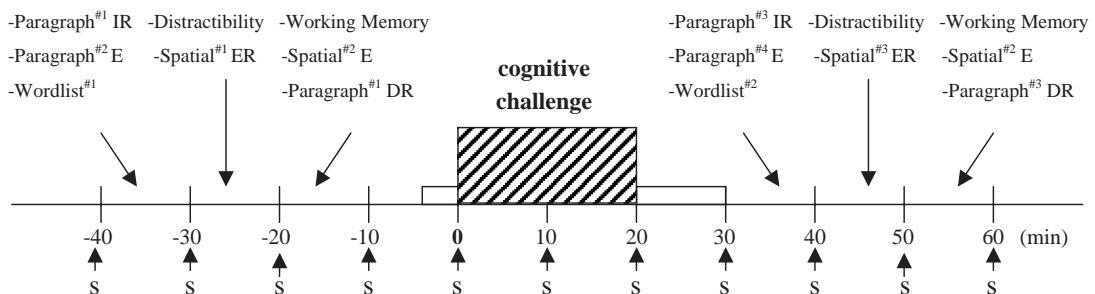 -Paragraph#1 IR
-Paragraph#2 E
-Wordlist#1
-Distractibility
-Spatial#1 ER
-Working Memory
-Spatial#2 E
-Paragraph#1 DR
cognitive
challenge
-Paragraph#3 IR
-Paragraph#4 E
-Wordlist#2
-Distractibility
-Spatial#3 ER
-Working Memory
-Spatial#2 E
-Paragraph#3 DR
-40 -30 -20 -10 0 10 20 30 40 50 60 (min)
S S S S S S S S S S S